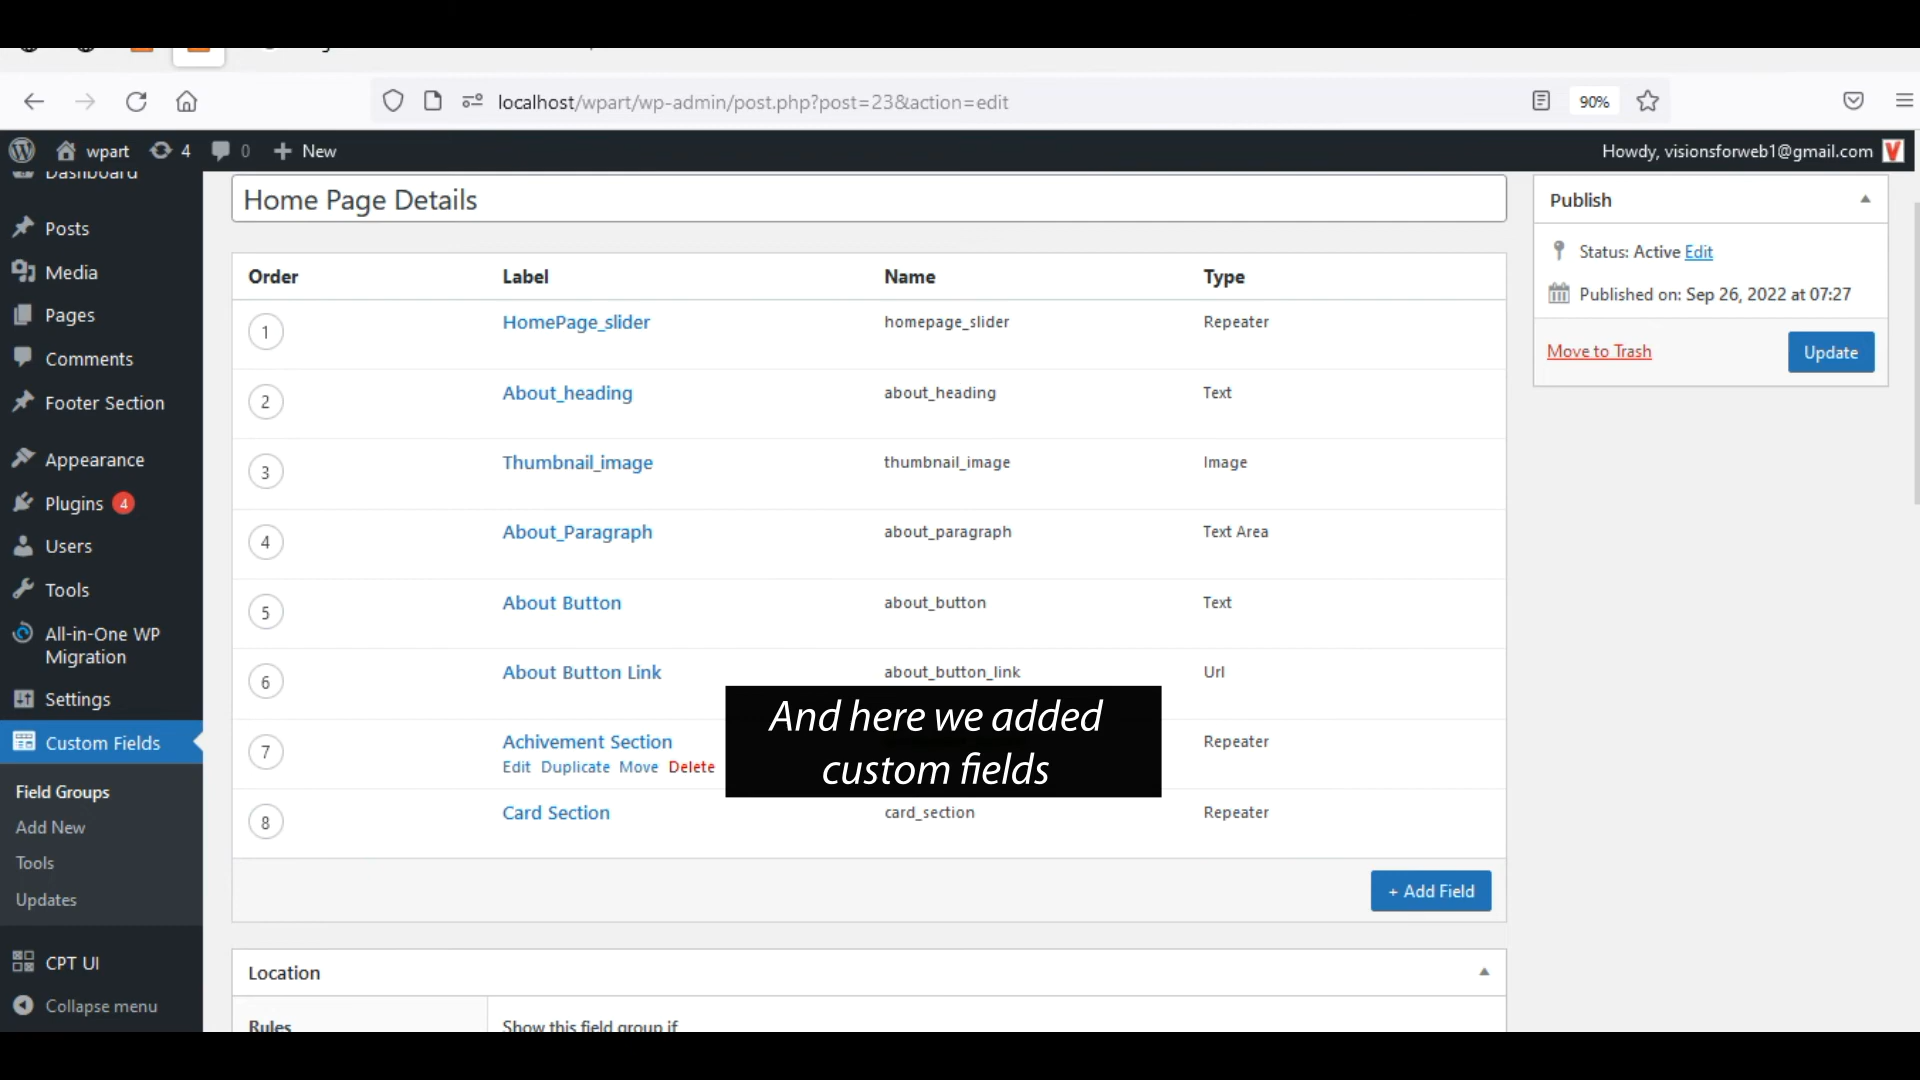 localhost/wpart/wp-admin/post.php?post=23&action=edit
90%
wpart
4
0
+ New
Howdy, visionsforweb1@gmail.com
Dashboard
Posts
Media
Pages
Comments
Footer Section
Appearance
Plugins 4
Users
Tools
All-in-One WP
Migration
Settings
Custom Fields
Field Groups
Add New
Tools
Updates
CPT UI
Collapse menu
Home Page Details
Order Label Name Type
1 HomePage_slider homepage_slider Repeater
2 About_heading about_heading Text
3 Thumbnail_image thumbnail_image Image
4 About_Paragraph about_paragraph Text Area
5 About Button about_button Text
6 About Button Link about_button_link Url
7 Achivement Section Repeater
Edit Duplicate Move Delete
8 Card Section card_section Repeater
+ Add Field
And here we added
custom fields
Location
Rules Show this field group if
Publish
Status: Active Edit
Published on: Sep 26, 2022 at 07:27
Move to Trash
Update